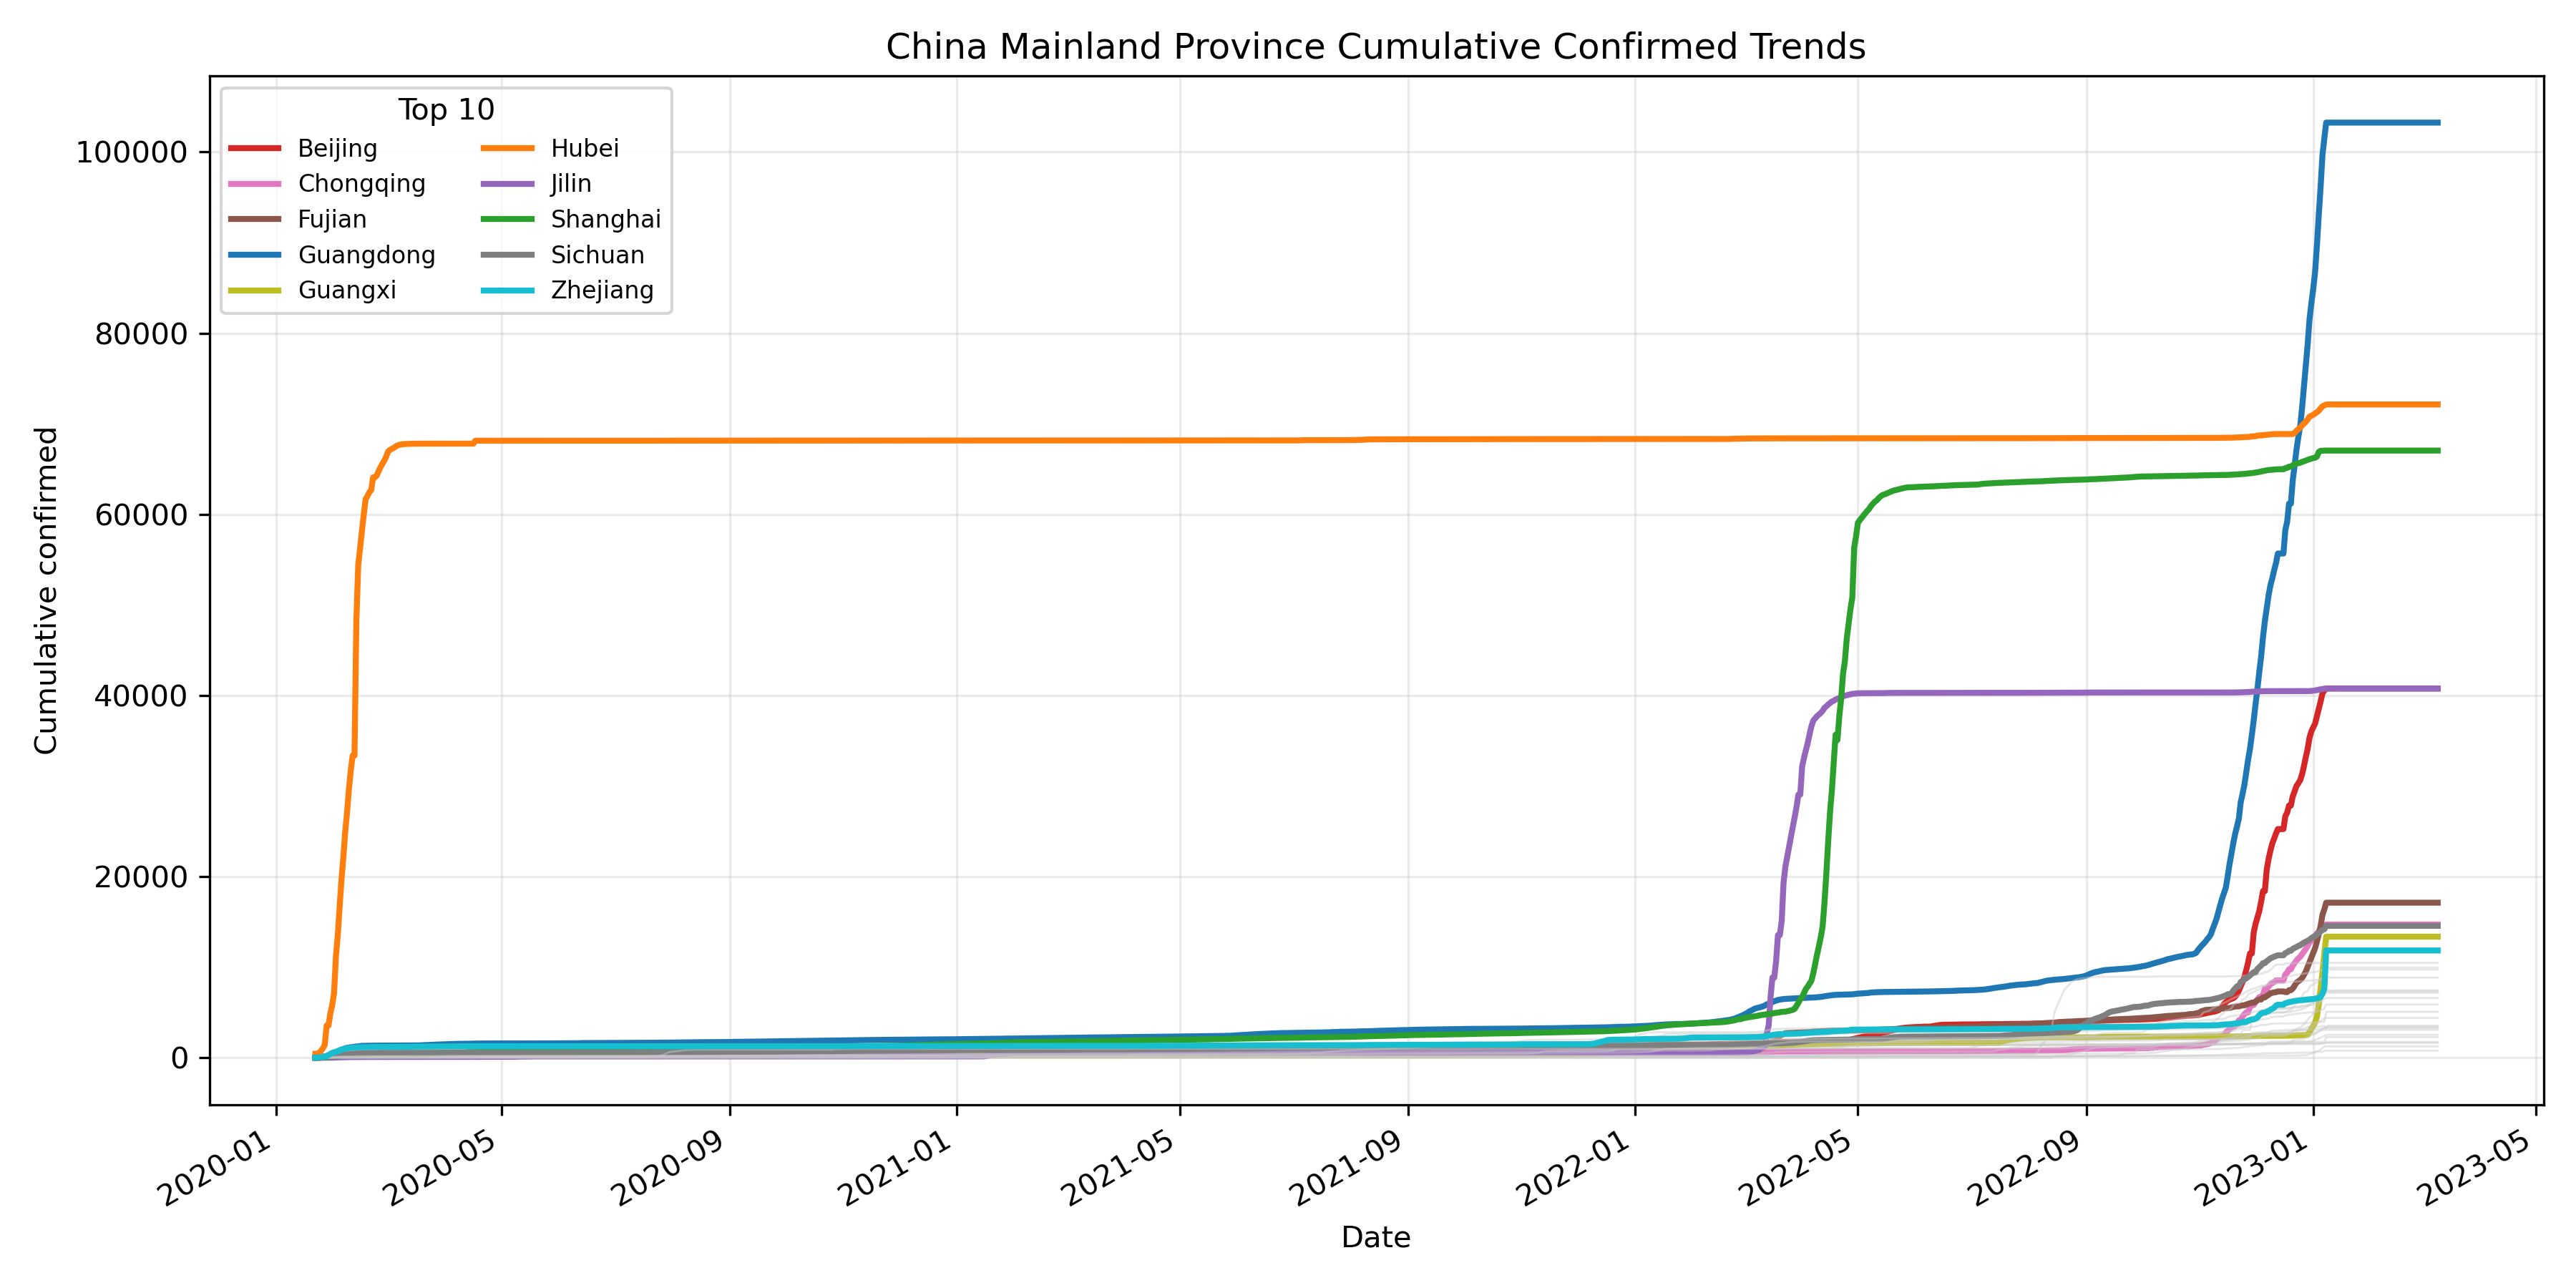 China Mainland Province Cumulative Confirmed Trends
Top 10
Beijing
Chongqing
Fujian
Guangdong
Guangxi
Hubei
Jilin
Shanghai
Sichuan
Zhejiang
Cumulative confirmed
100000
80000
60000
40000
20000
0
2020-01
2020-05
2020-09
2021-01
2021-05
2021-09
2022-01
2022-05
2022-09
2023-01
2023-05
Date